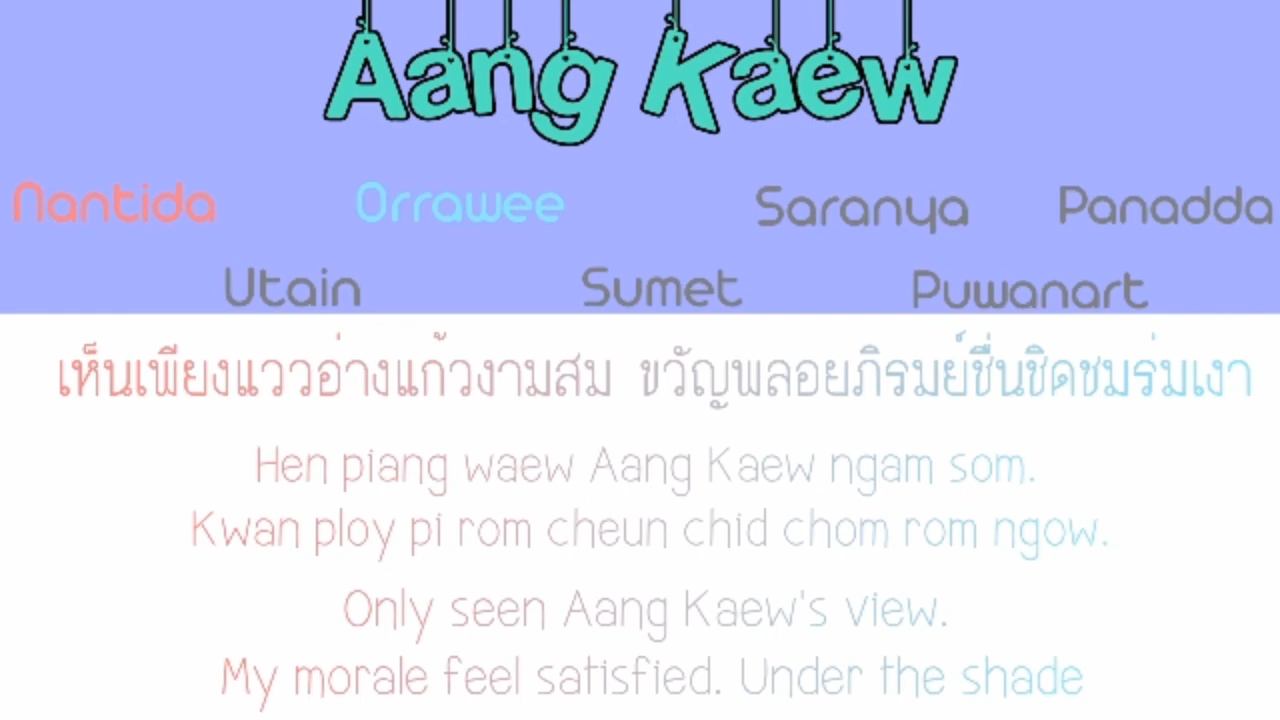 Aang Kaew
Nantida Orrawee Saranya Panadda
Utain Sumet Puwanart
เห็นเพียงแววอ่างแก้วงามสม ขวัญพลอยภิรมย์ชื่นชิดชมร่มเงา
Hen piang waew Aang Kaew ngam som.
Kwan ploy pi rom cheun chid chom rom ngow.
Only seen Aang Kaew's view.
My morale feel satisfied. Under the shade